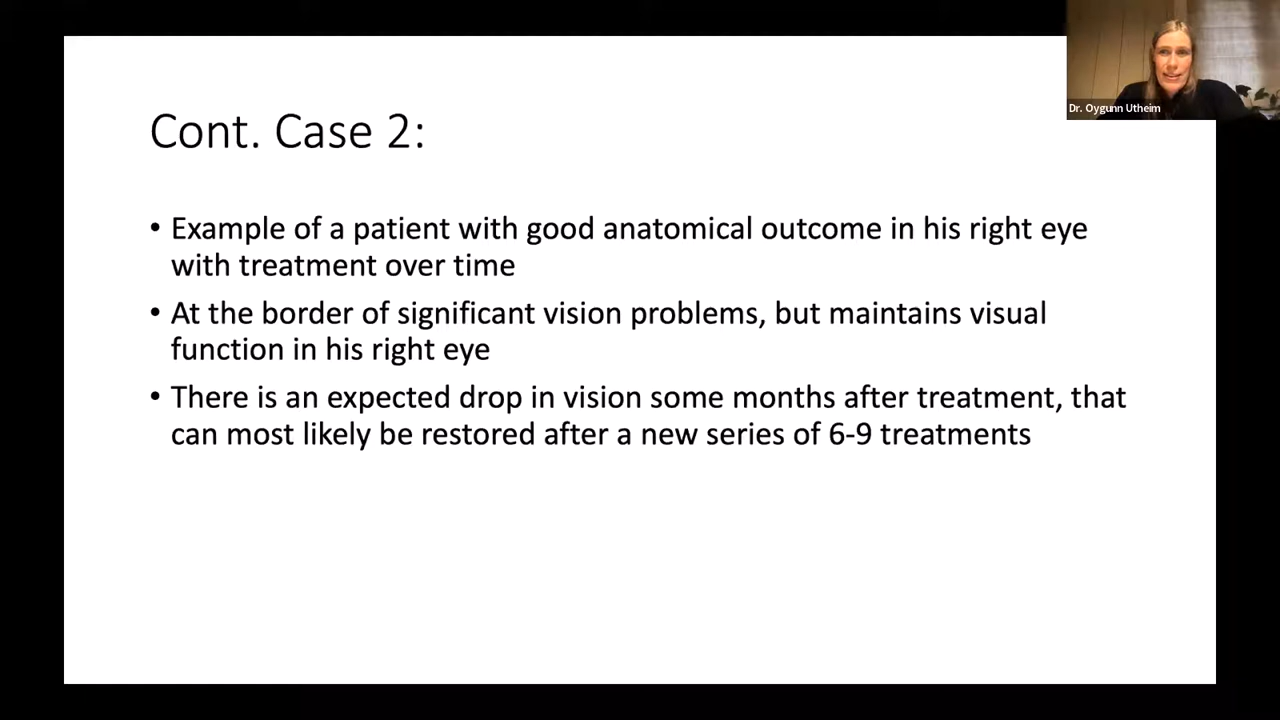 Dr. Oygunn Utheim
Cont. Case 2:
• Example of a patient with good anatomical outcome in his right eye
with treatment over time
• At the border of significant vision problems, but maintains visual
function in his right eye
• There is an expected drop in vision some months after treatment, that
can most likely be restored after a new series of 6-9 treatments